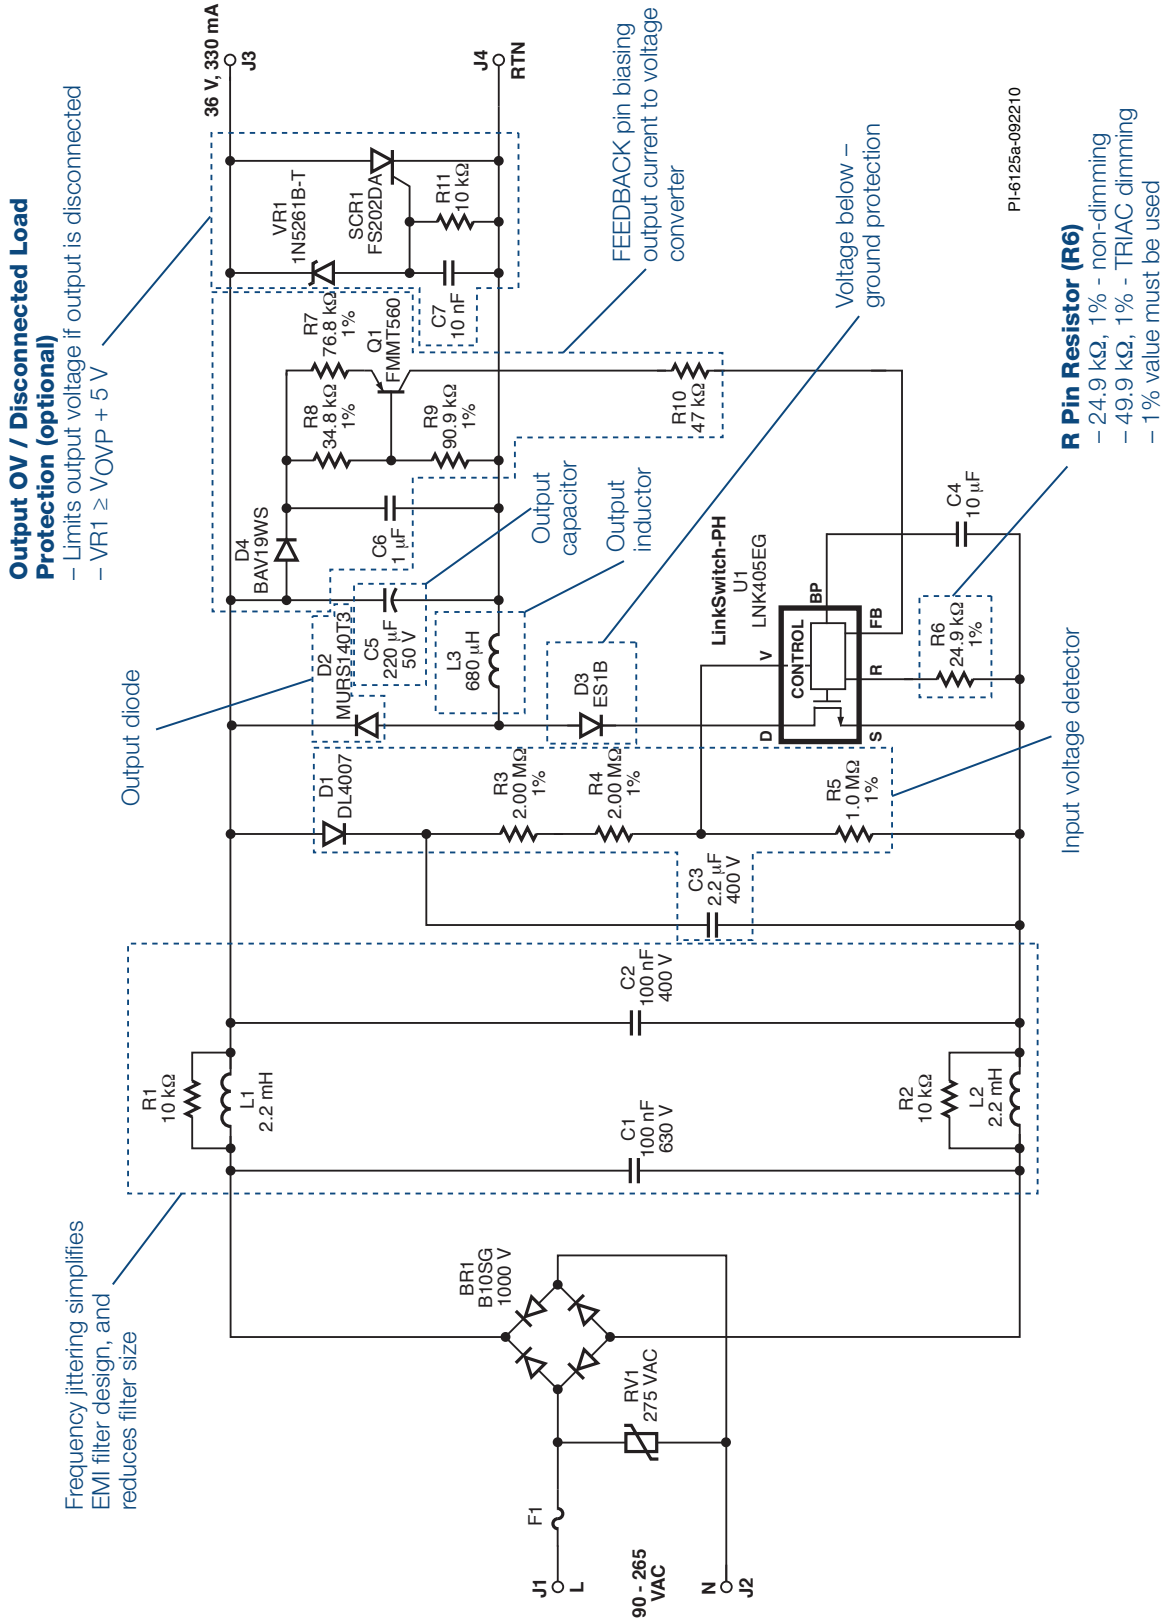 Frequency jittering simplifies
EMI filter design, and
reduces filter size
Output diode
Output OV / Disconnected Load
Protection (optional)
– Limits output voltage if output is disconnected
– VR1 ≥ VOVP + 5 V
36 V, 330 mA
J3
J4
RTN
R1
10 kΩ
L1
2.2 mH
C1
100 nF
630 V
C2
100 nF
400 V
R2
10 kΩ
L2
2.2 mH
BR1
B10SG
1000 V
RV1
275 VAC
F1
J1
L
90 - 265
VAC
N
J2
D1
DL4007
R3
2.00 MΩ
1%
R4
2.00 MΩ
1%
R5
1.0 MΩ
1%
C3
2.2 µF
400 V
D2
MURS140T3
C5
220 µF
50 V
L3
680 µH
D3
ES1B
D4
BAV19WS
C6
1 µF
R8
34.8 kΩ
1%
R7
76.8 kΩ
1%
Q1
FMMT560
R9
90.9 kΩ
1%
R10
47 kΩ
VR1
1N5261B-T
SCR1
FS202DA
R11
10 kΩ
C7
10 nF
Output
capacitor
Output
inductor
LinkSwitch-PH
U1
LNK405EG
D
V
BP
CONTROL
S
R
FB
R6
24.9 kΩ
1%
C4
10 µF
FEEDBACK pin biasing
output current to voltage
converter
Voltage below –
ground protection
Input voltage detector
R Pin Resistor (R6)
– 24.9 kΩ, 1% - non-dimming
– 49.9 kΩ, 1% - TRIAC dimming
– 1% value must be used
PI-6125a-092210